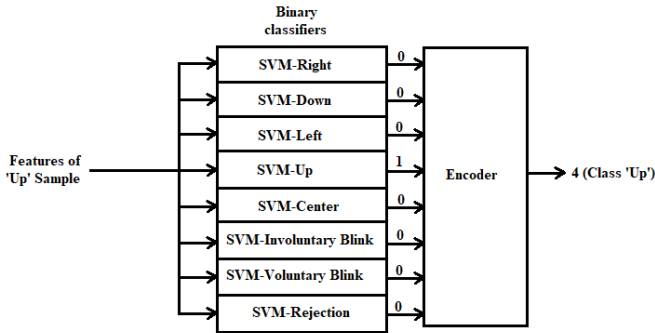 Binary
classifiers
SVM-Right
0
SVM-Down
0
SVM-Left
0
Features of
'Up' Sample
SVM-Up
1
Encoder
4 (Class 'Up')
SVM-Center
0
SVM-Involuntary Blink
0
SVM-Voluntary Blink
0
SVM-Rejection
0